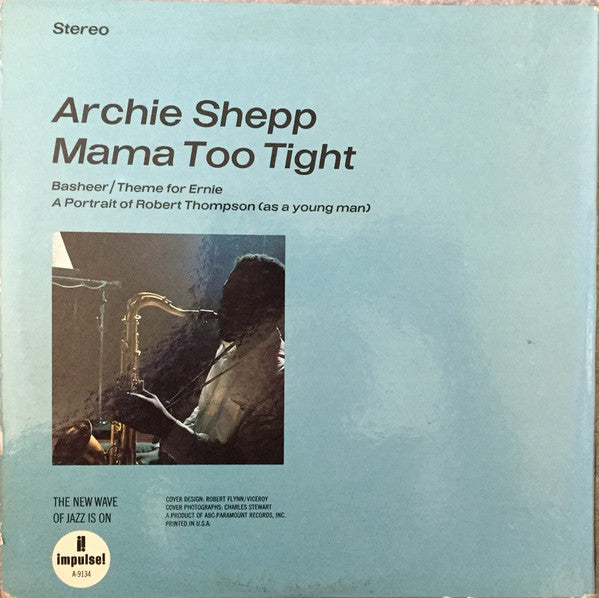 Stereo
Archie Shepp
Mama Too Tight
Basheer/Theme for Ernie
A Portrait of Robert Thompson (as a young man)
THE NEW WAVE
OF JAZZ IS ON
COVER DESIGN: ROBERT FLYNN/VICEROY
COVER PHOTOGRAPHS: CHARLES STEWART
A PRODUCT OF ABC-PARAMOUNT RECORDS, INC.
PRINTED IN U.S.A.
i!
impulse!
A-9134